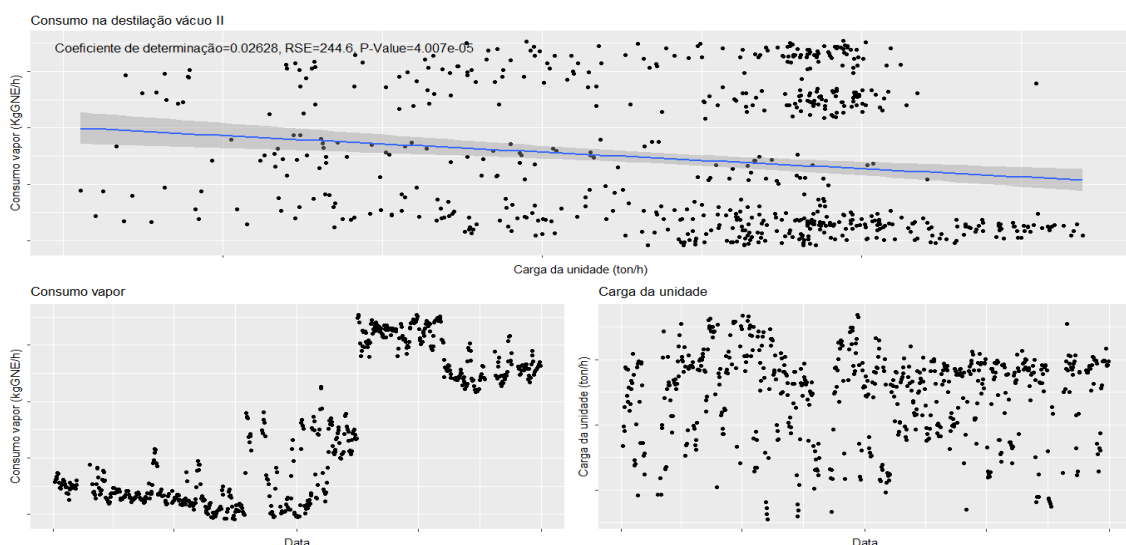 Consumo na destilação vácuo II
Coeficiente de determinação=0.02628, RSE=244.6, P-Value=4.007e-05
Consumo vapor (KgGNE/h)
Carga da unidade (ton/h)
Consumo vapor
Consumo vapor (kgGNE/h)
Data
Carga da unidade
Carga da unidade (ton/h)
Data